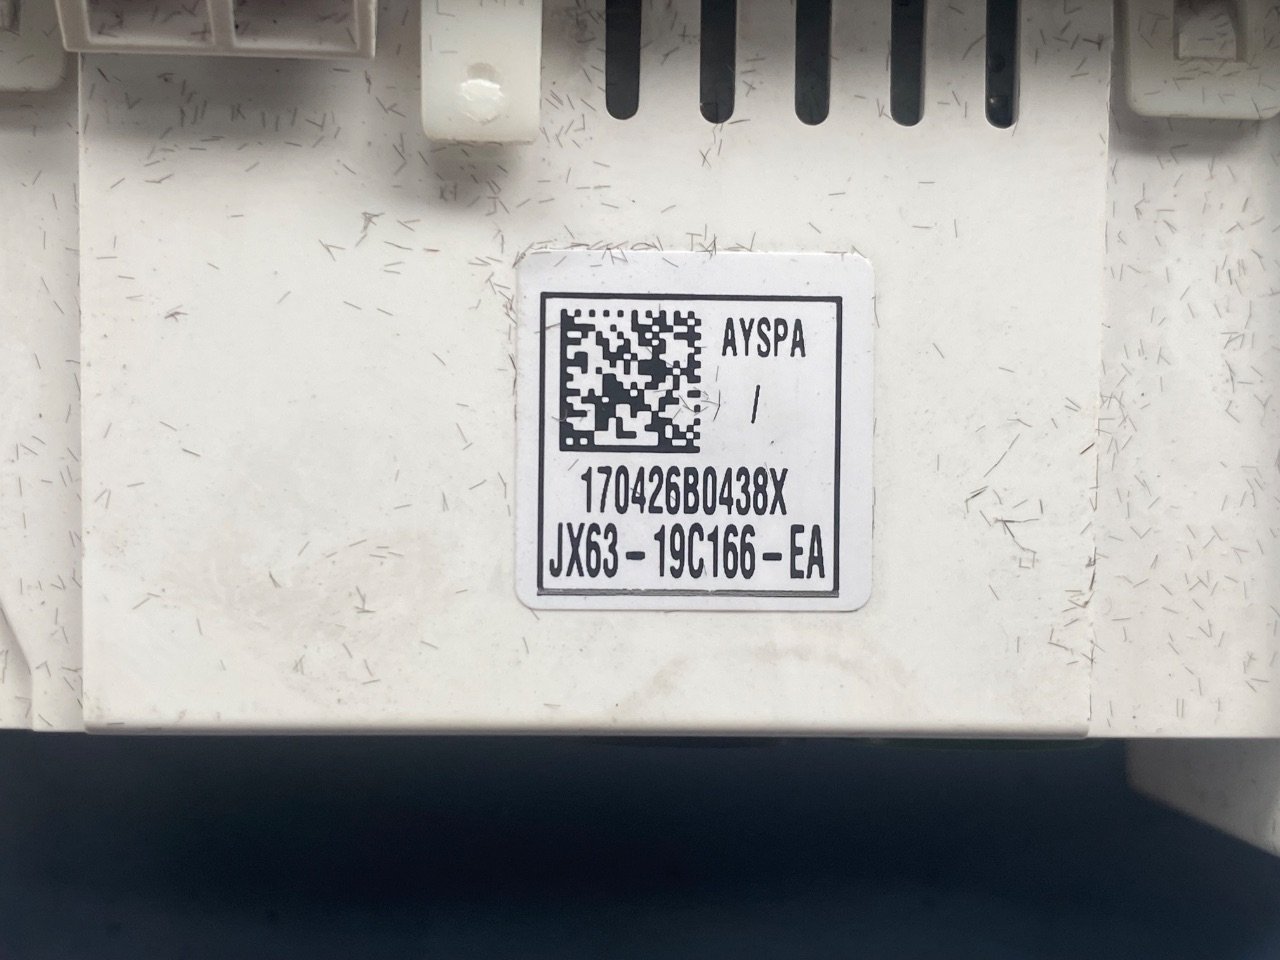 AYSPA
/
170426B0438X
JX63-19C166-EA